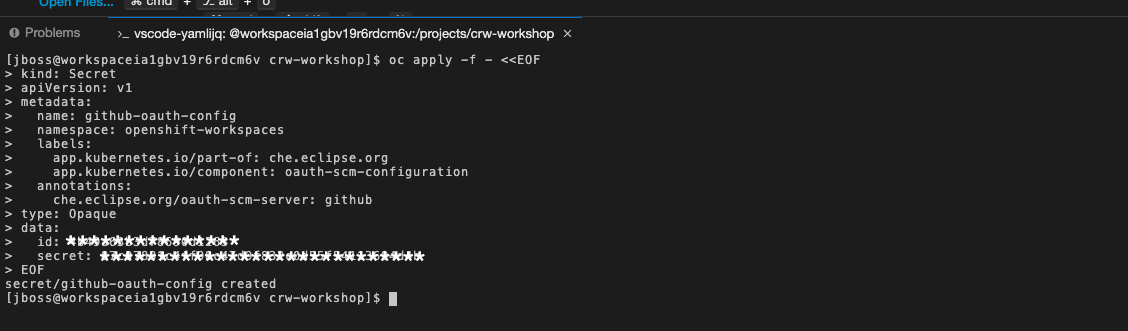 Open Files... ⌘ cmd + ⌥ alt + o
Problems
>_ vscode-yamlijq: @workspaceia1gbv19r6rdcm6v:/projects/crw-workshop ×
[jboss@workspaceia1gbv19r6rdcm6v crw-workshop]$ oc apply -f - <<EOF
> kind: Secret
> apiVersion: v1
> metadata:
>   name: github-oauth-config
>   namespace: openshift-workspaces
>   labels:
>     app.kubernetes.io/part-of: che.eclipse.org
>     app.kubernetes.io/component: oauth-scm-configuration
>   annotations:
>     che.eclipse.org/oauth-scm-server: github
> type: Opaque
> data:
>   id:
>   secret:
> EOF
secret/github-oauth-config created
[jboss@workspaceia1gbv19r6rdcm6v crw-workshop]$